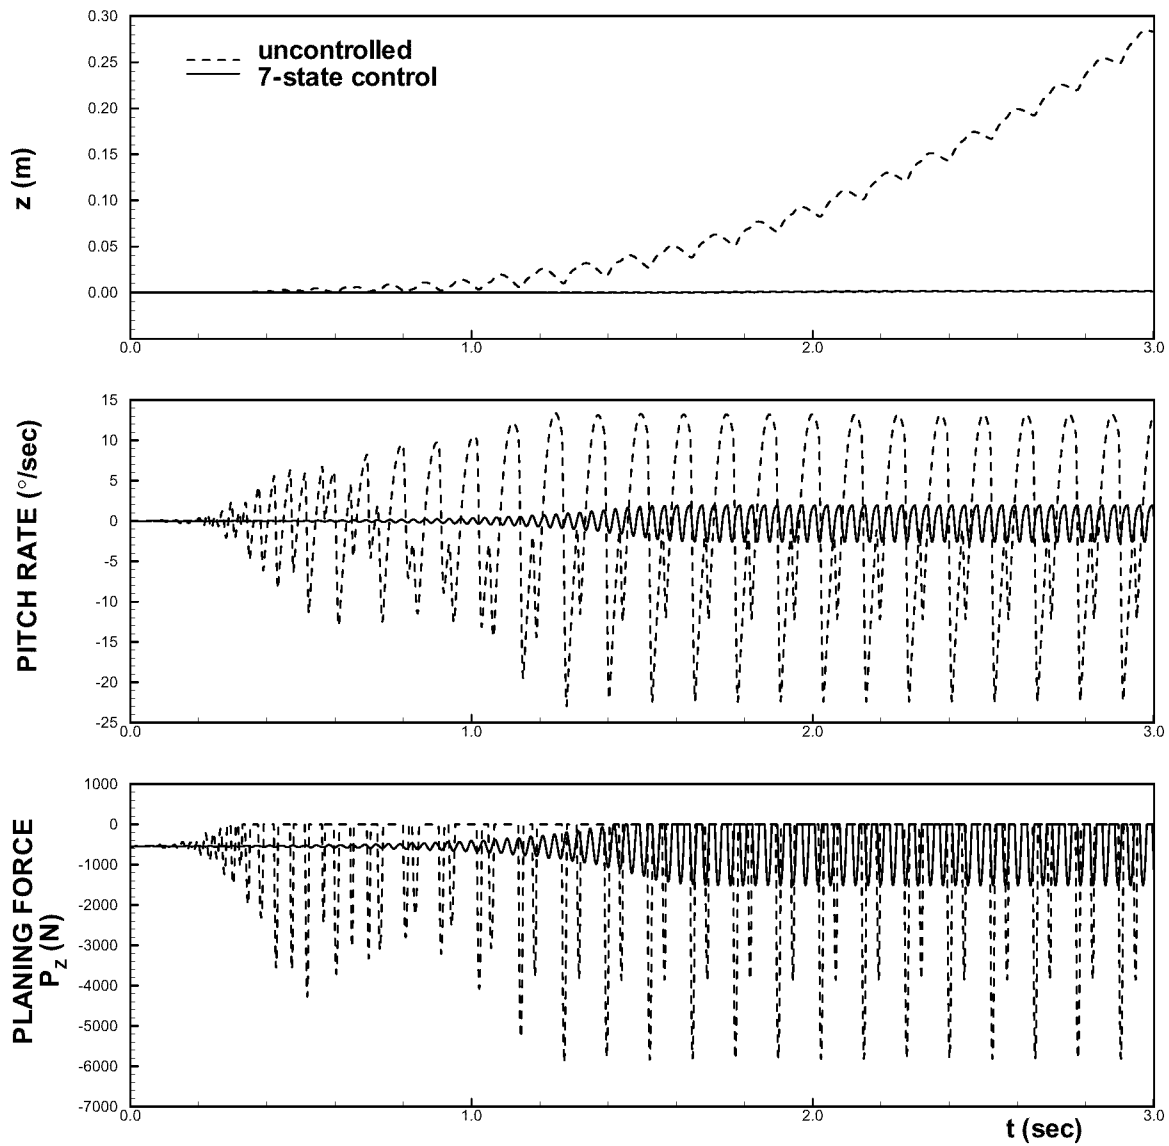 0.30
uncontrolled
7-state control
0.25
0.20
0.15
z (m)
0.10
0.05
0.00
0.0 1.0 2.0 3.0
15
10
5
0
-5
-10
-15
-20
-25
PITCH RATE (°/sec)
0.0 1.0 2.0 3.0
1000
0
-1000
-2000
-3000
-4000
-5000
-6000
-7000
PLANING FORCE
Pz (N)
0.0 1.0 2.0 3.0
t (sec)